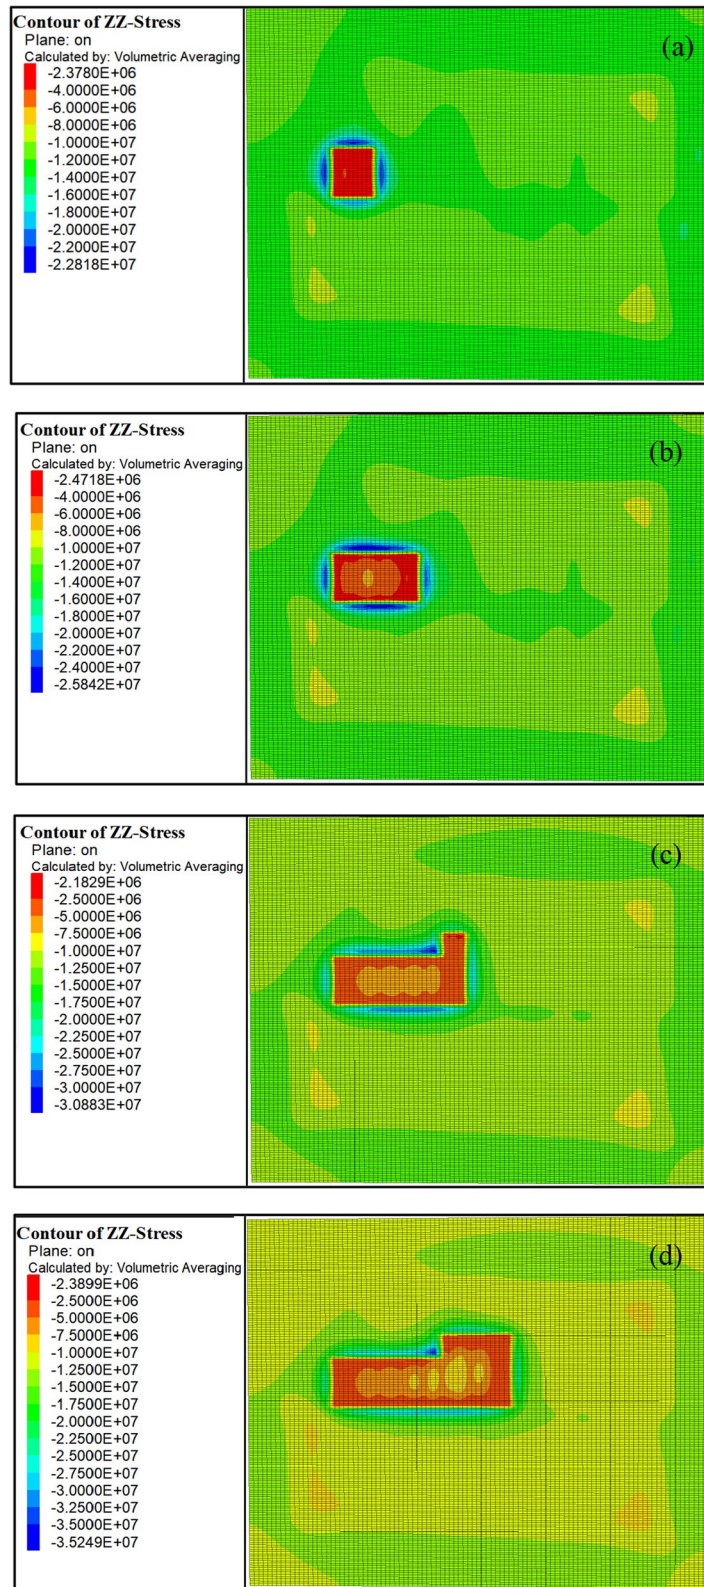 Contour of ZZ-Stress
Plane: on
Calculated by: Volumetric Averaging
-2.3780E+06
-4.0000E+06
-6.0000E+06
-8.0000E+06
-1.0000E+07
-1.2000E+07
-1.4000E+07
-1.6000E+07
-1.8000E+07
-2.0000E+07
-2.2000E+07
-2.2818E+07
(a)
Contour of ZZ-Stress
Plane: on
Calculated by: Volumetric Averaging
-2.4718E+06
-4.0000E+06
-6.0000E+06
-8.0000E+06
-1.0000E+07
-1.2000E+07
-1.4000E+07
-1.6000E+07
-1.8000E+07
-2.0000E+07
-2.2000E+07
-2.4000E+07
-2.5842E+07
(b)
Contour of ZZ-Stress
Plane: on
Calculated by: Volumetric Averaging
-2.1829E+06
-2.5000E+06
-5.0000E+06
-7.5000E+06
-1.0000E+07
-1.2500E+07
-1.5000E+07
-1.7500E+07
-2.0000E+07
-2.2500E+07
-2.5000E+07
-2.7500E+07
-3.0000E+07
-3.0883E+07
(c)
Contour of ZZ-Stress
Plane: on
Calculated by: Volumetric Averaging
-2.3899E+06
-2.5000E+06
-5.0000E+06
-7.5000E+06
-1.0000E+07
-1.2500E+07
-1.5000E+07
-1.7500E+07
-2.0000E+07
-2.2500E+07
-2.5000E+07
-2.7500E+07
-3.0000E+07
-3.2500E+07
-3.5000E+07
-3.5249E+07
(d)